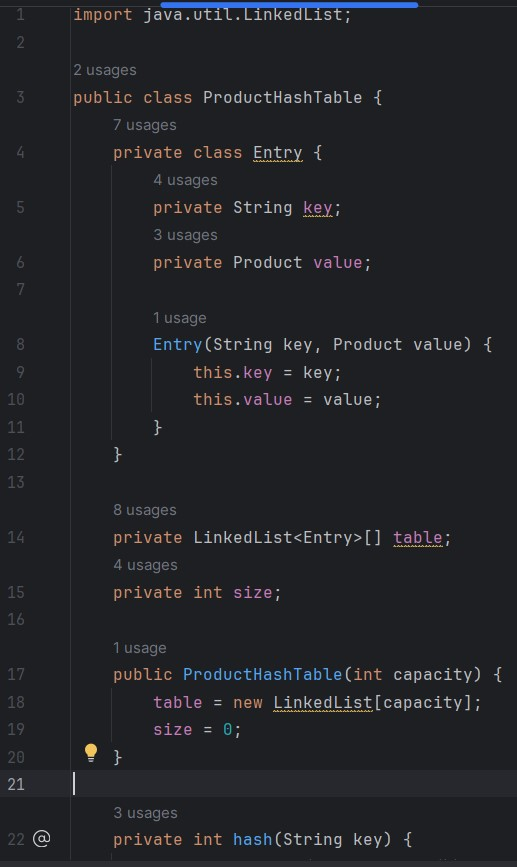 1 import java.util.LinkedList;
2
2 usages
3 public class ProductHashTable {
7 usages
4 private class Entry {
4 usages
5 private String key;
3 usages
6 private Product value;
7
1 usage
8 Entry(String key, Product value) {
9 this.key = key;
10 this.value = value;
11 }
12 }
13
8 usages
14 private LinkedList<Entry>[] table;
4 usages
15 private int size;
16
1 usage
17 public ProductHashTable(int capacity) {
18 table = new LinkedList[capacity];
19 size = 0;
20 }
21
3 usages
22 @ private int hash(String key) {